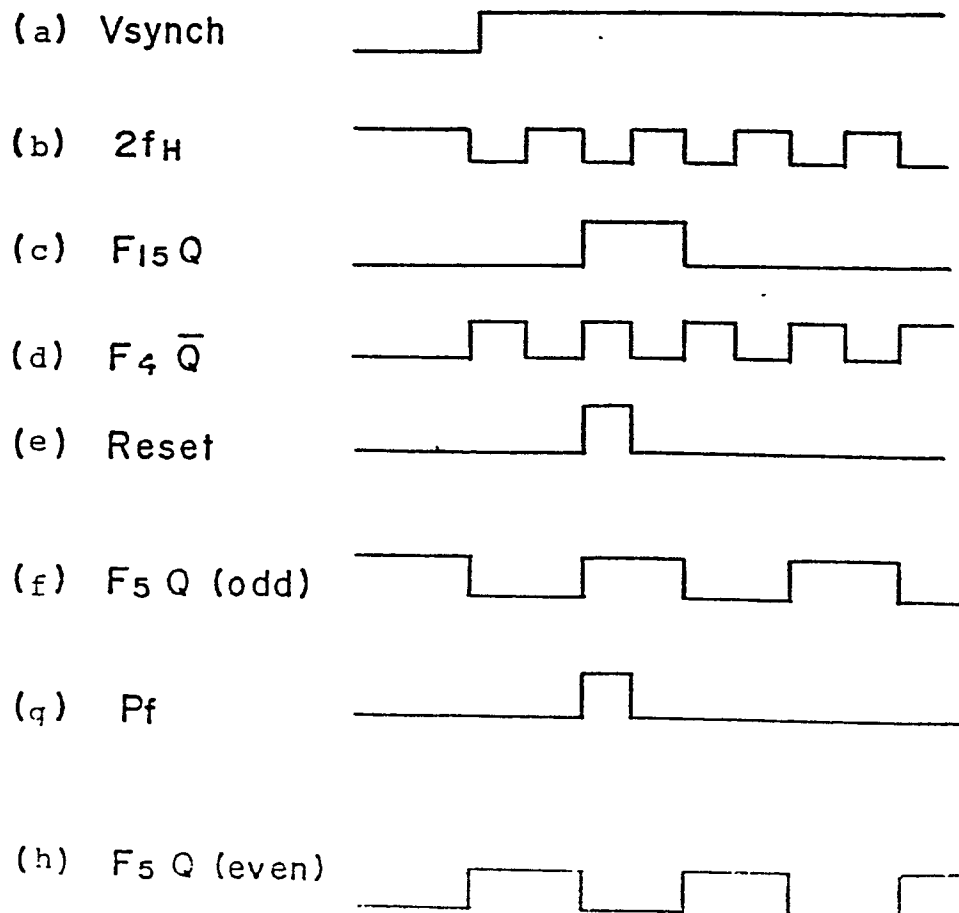 (a) Vsynch
(b) 2fH
(c) F15 Q
(d) F4 Q̅
(e) Reset
(f) F5 Q (odd)
(q) Pf
(h) F5 Q (even)